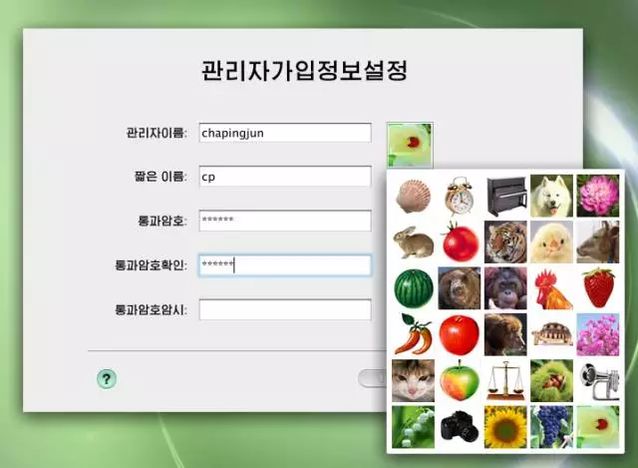 관리자가입정보설정
관리자이름: chapingjun
짧은 이름: cp
통과암호: ******
통과암호확인: ******
통과암호암시:
?